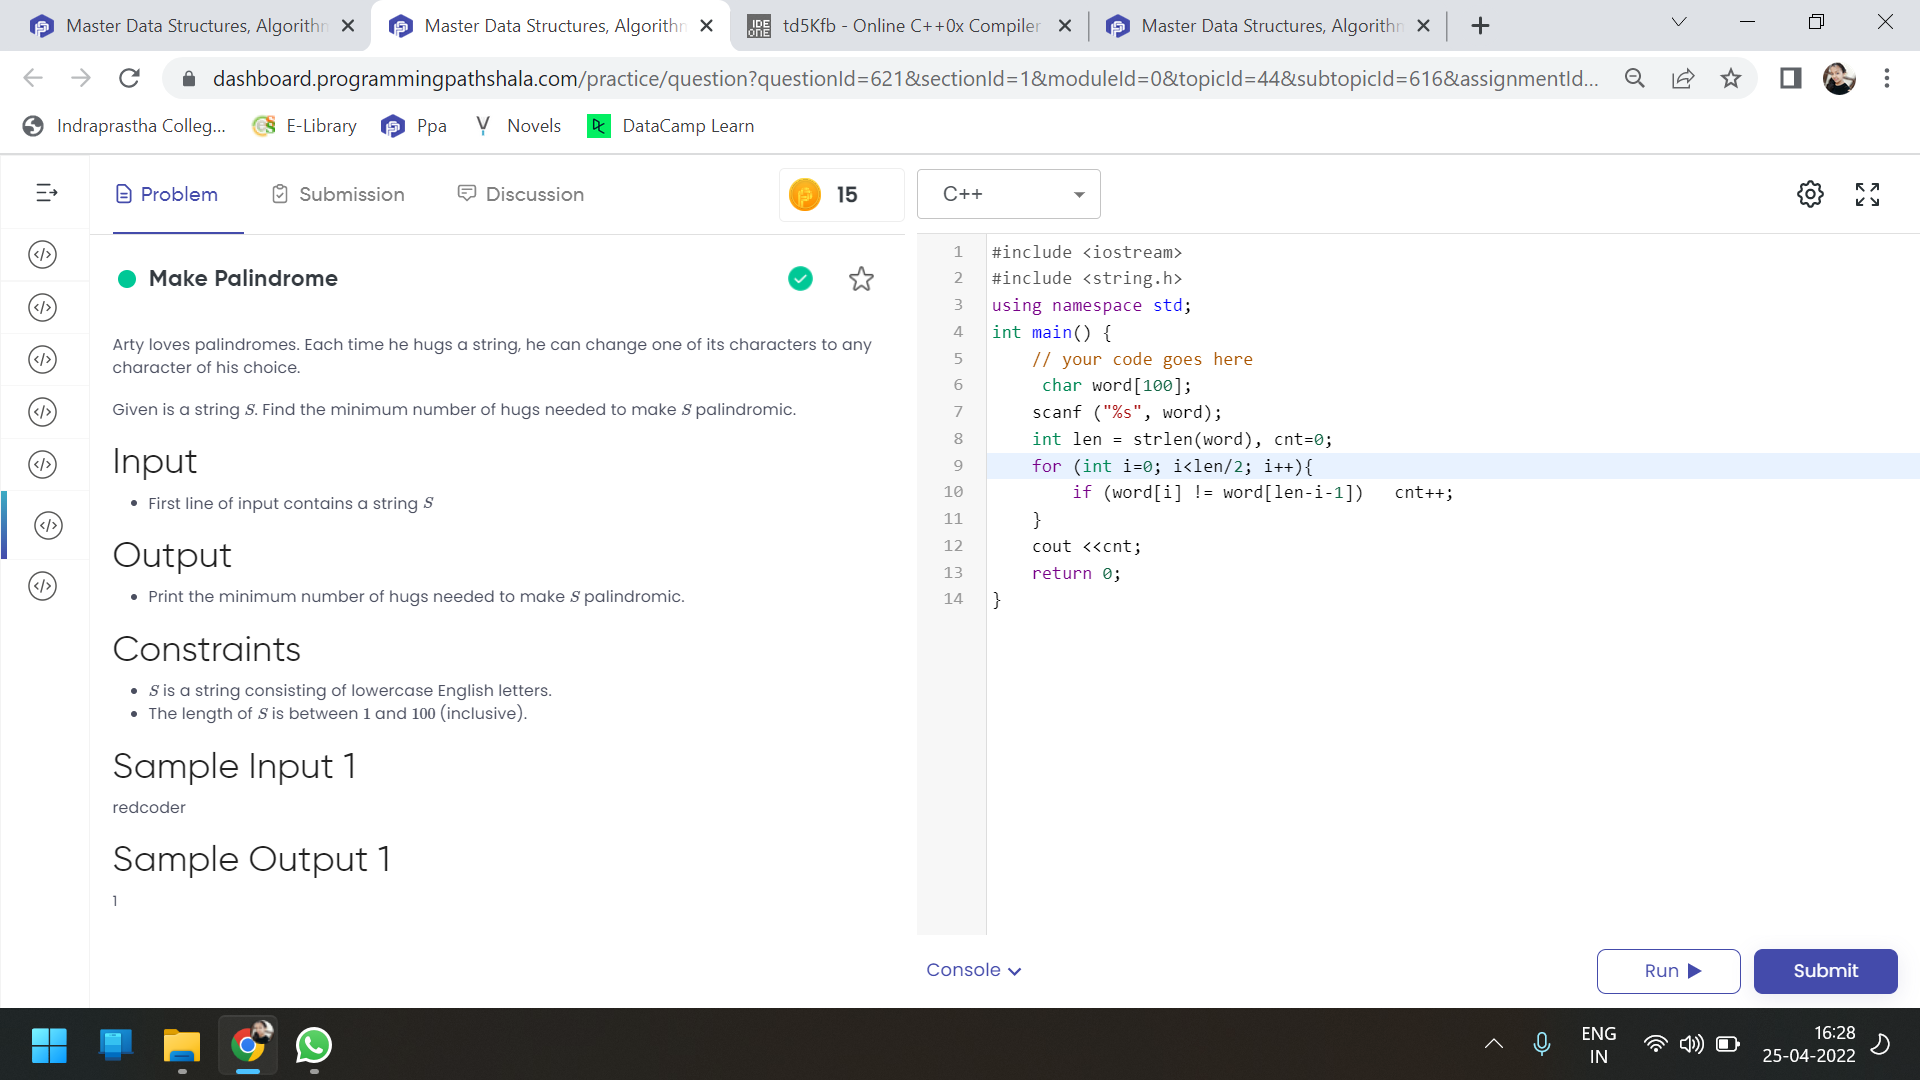 Master Data Structures, Algorithm
Master Data Structures, Algorithm
IDE ONE td5Kfb - Online C++0x Compiler
Master Data Structures, Algorithm
dashboard.programmingpathshala.com/practice/question?questionId=621&sectionId=1&moduleId=0&topicId=44&subtopicId=616&assignmentId...
Indraprastha Colleg...
E-Library
Ppa
Novels
DataCamp Learn
Problem
Submission
Discussion
15
C++
Make Palindrome
Arty loves palindromes. Each time he hugs a string, he can change one of its characters to any
character of his choice.
Given is a string S. Find the minimum number of hugs needed to make S palindromic.
Input
• First line of input contains a string S
Output
• Print the minimum number of hugs needed to make S palindromic.
Constraints
• S is a string consisting of lowercase English letters.
• The length of S is between 1 and 100 (inclusive).
Sample Input 1
redcoder
Sample Output 1
1
1 #include <iostream>
2 #include <string.h>
3 using namespace std;
4 int main() {
5 // your code goes here
6 char word[100];
7 scanf ("%s", word);
8 int len = strlen(word), cnt=0;
9 for (int i=0; i<len/2; i++){
10 if (word[i] != word[len-i-1]) cnt++;
11 }
12 cout <<cnt;
13 return 0;
14 }
Console
Run
Submit
ENG
IN
16:28
25-04-2022